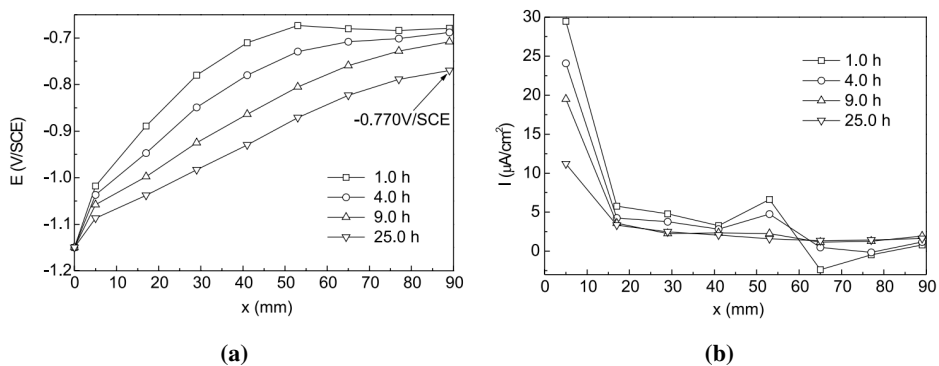 -0.7
-0.8
-0.9
-1.0
-1.1
-1.2
E (V/SCE)
-0.770V/SCE
1.0 h
4.0 h
9.0 h
25.0 h
0 10 20 30 40 50 60 70 80 90
x (mm)
(a)
30
25
20
15
10
5
0
I (μA/cm²)
1.0 h
4.0 h
9.0 h
25.0 h
0 10 20 30 40 50 60 70 80 90
x (mm)
(b)